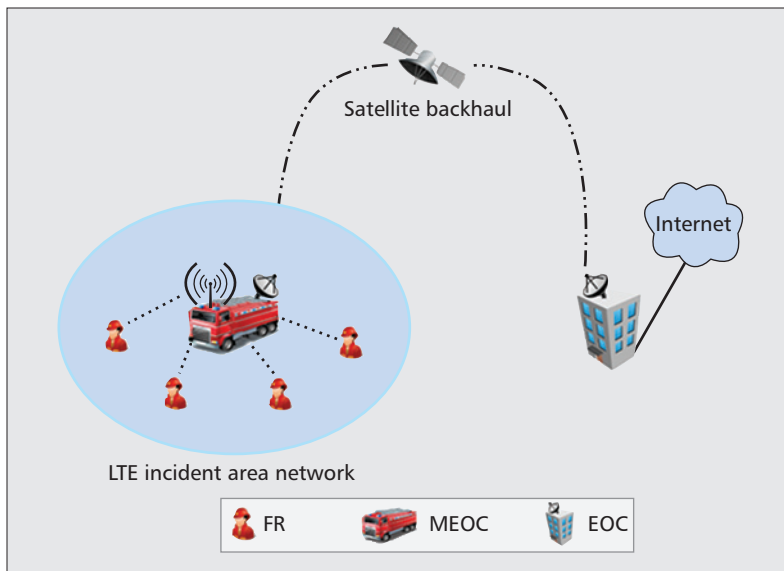 Satellite backhaul
Internet
LTE incident area network
FR
MEOC
EOC